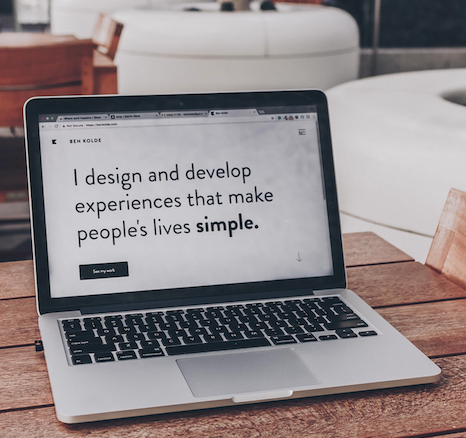 BEN KOLDE
I design and develop
experiences that make
people's lives simple.
See my work